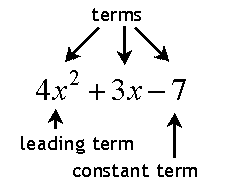 terms
4x² + 3x − 7
leading term
constant term